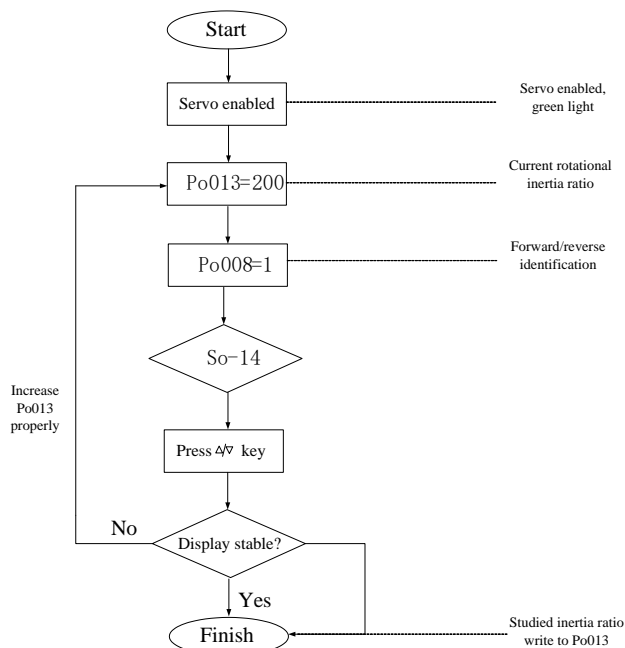 Start
Servo enabled
Servo enabled,
green light
Po013=200
Current rotational
inertia ratio
Po008=1
Forward/reverse
identification
So-14
Increase
Po013
properly
Press △/▽ key
No
Display stable?
Yes
Finish
Studied inertia ratio
write to Po013